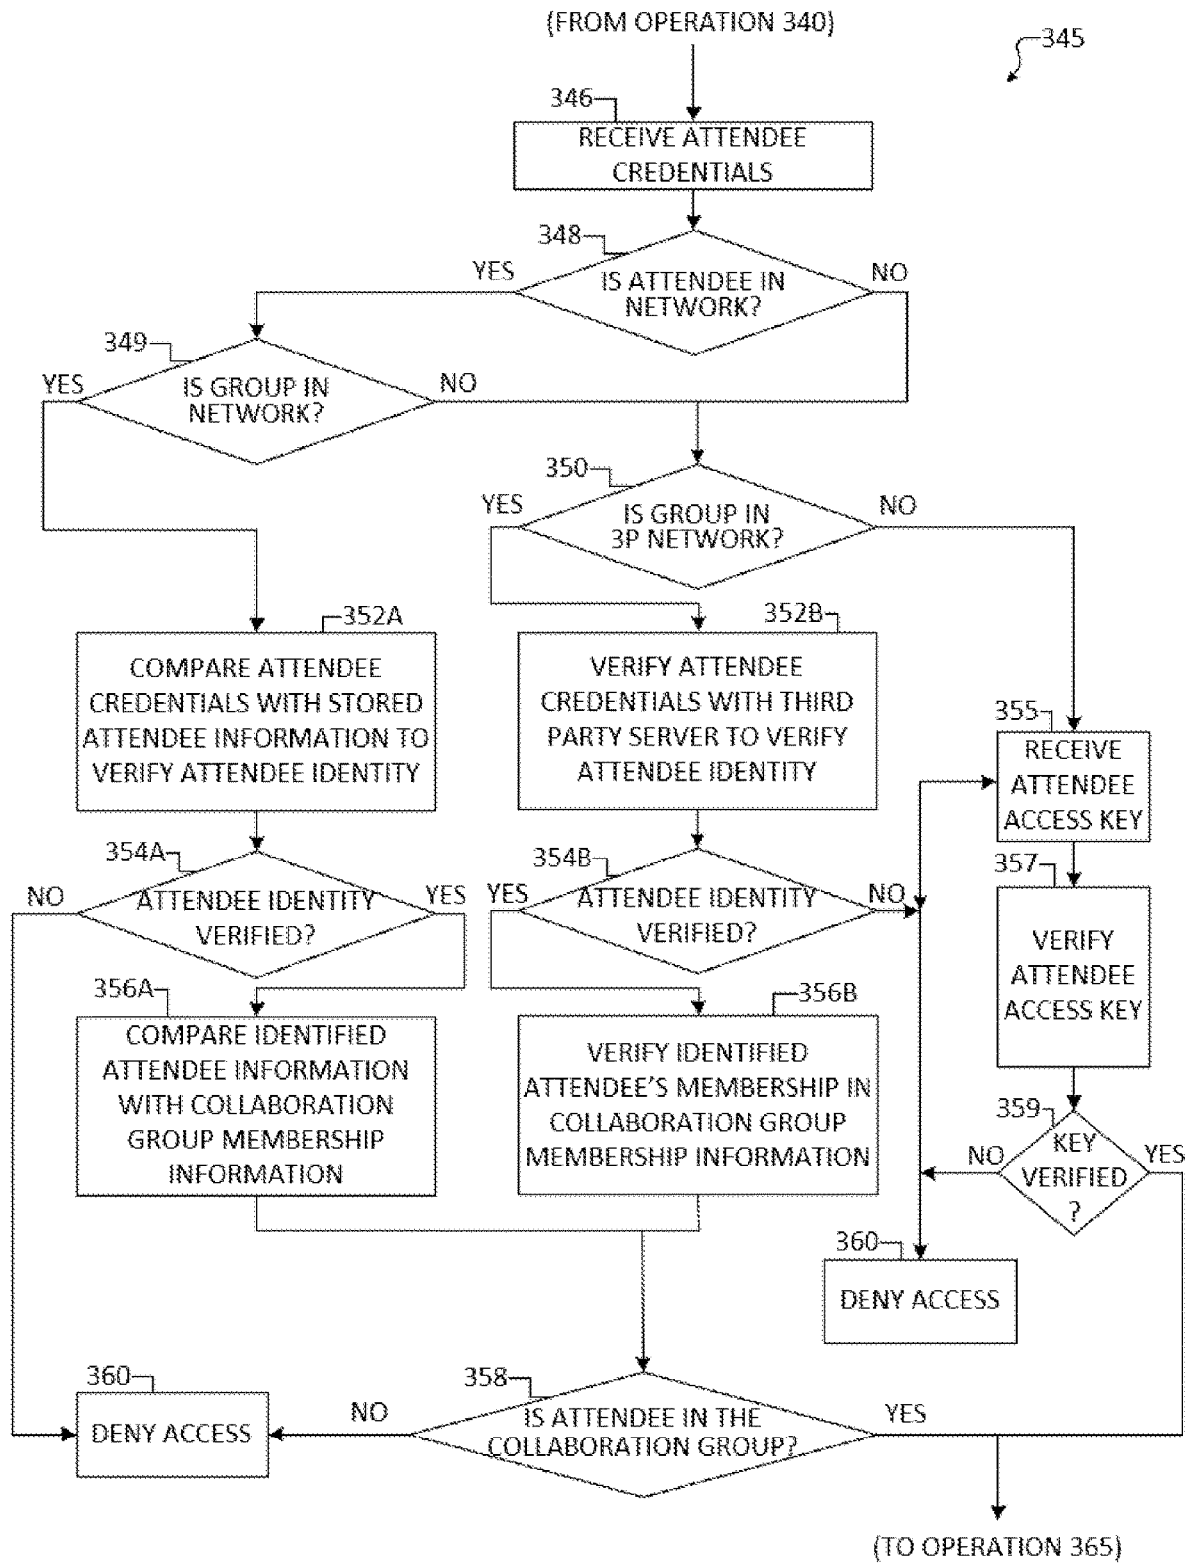 (FROM OPERATION 340)
345
346
RECEIVE ATTENDEE
CREDENTIALS
348
YES
NO
IS ATTENDEE IN
NETWORK?
349
YES
NO
IS GROUP IN
NETWORK?
350
YES
NO
IS GROUP IN
3P NETWORK?
352A
COMPARE ATTENDEE
CREDENTIALS WITH STORED
ATTENDEE INFORMATION TO
VERIFY ATTENDEE IDENTITY
352B
VERIFY ATTENDEE
CREDENTIALS WITH THIRD
PARTY SERVER TO VERIFY
ATTENDEE IDENTITY
355
RECEIVE
ATTENDEE
ACCESS KEY
354A
NO
YES
ATTENDEE IDENTITY
VERIFIED?
354B
YES
NO
ATTENDEE IDENTITY
VERIFIED?
357
VERIFY
ATTENDEE
ACCESS KEY
356A
COMPARE IDENTIFIED
ATTENDEE INFORMATION
WITH COLLABORATION
GROUP MEMBERSHIP
INFORMATION
356B
VERIFY IDENTIFIED
ATTENDEE'S MEMBERSHIP IN
COLLABORATION GROUP
MEMBERSHIP INFORMATION
359
NO
YES
KEY
VERIFIED
?
360
DENY ACCESS
360
DENY ACCESS
358
NO
YES
IS ATTENDEE IN THE
COLLABORATION GROUP?
(TO OPERATION 365)